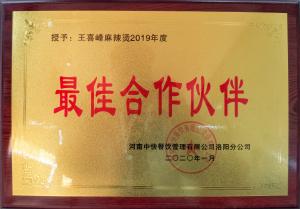 授予：王喜峰麻辣烫2019年度
最佳合作伙伴
河南中快餐饮管理有限公司洛阳分公司
二〇二〇年一月